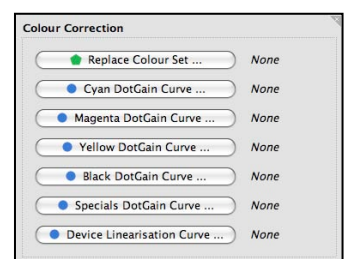 Colour Correction
Replace Colour Set ... None
Cyan DotGain Curve ... None
Magenta DotGain Curve ... None
Yellow DotGain Curve ... None
Black DotGain Curve ... None
Specials DotGain Curve ... None
Device Linearisation Curve ... None